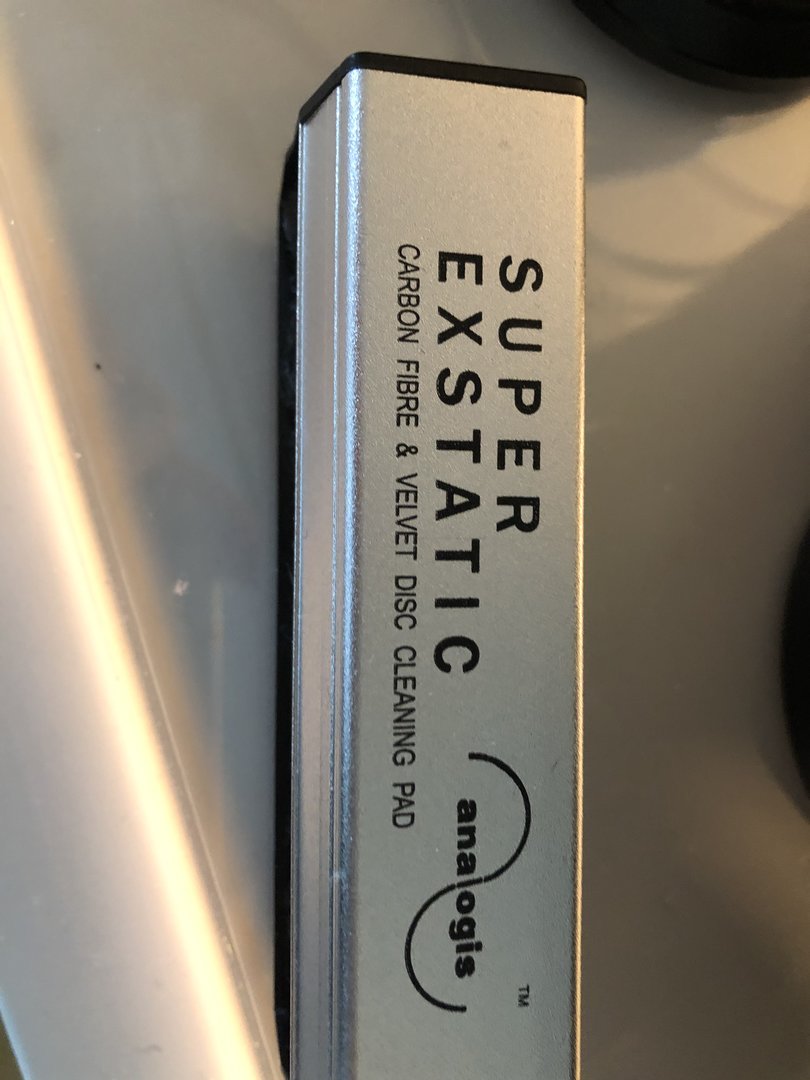 SUPER
EXSTATIC
CARBON FIBRE & VELVET DISC CLEANING PAD
analogis
TM